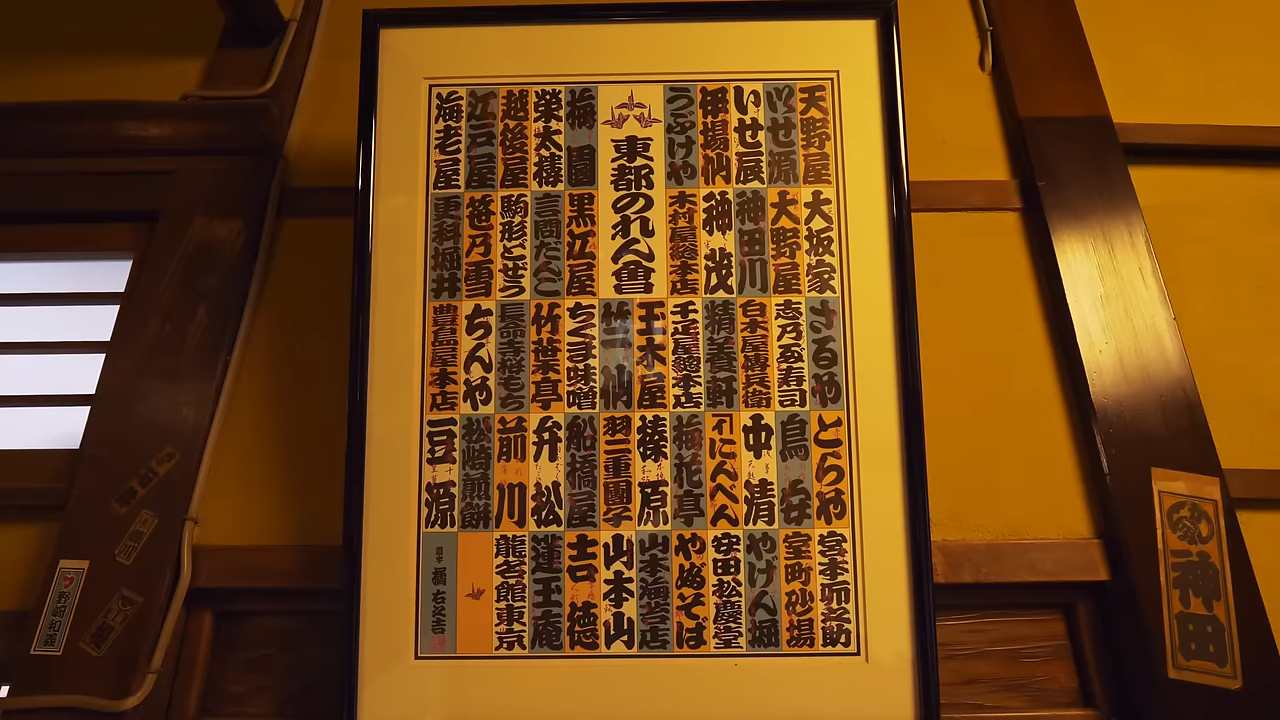 東都のれん會
天野屋
いせ源
いせ辰
伊場仙
うぶけや
梅園
榮太樓
越後屋
江戸屋
海老屋
大坂家
大野屋
神田川
神茂
木村屋總本店
黒江屋
言問だんご
駒形どぜう
笹乃雪
更科堀井
さるや
志乃多寿司
白木屋傳兵衛
精養軒
千疋屋總本店
玉木屋
竺仙
ちくま味噌
竹葉亭
長命寺桜もち
ちんや
豊島屋本店
とらや
鳥安
中清
にんべん
梅花亭
榛原
羽二重團子
船橋屋
弁松
前川
松崎煎餅
豆源
宮本卯之助
室町砂場
やげん堀
安田松慶堂
やぶそば
山本海苔店
山本山
吉徳
蓮玉庵
龍名館東京
橘右之吉
神田
野崎和義